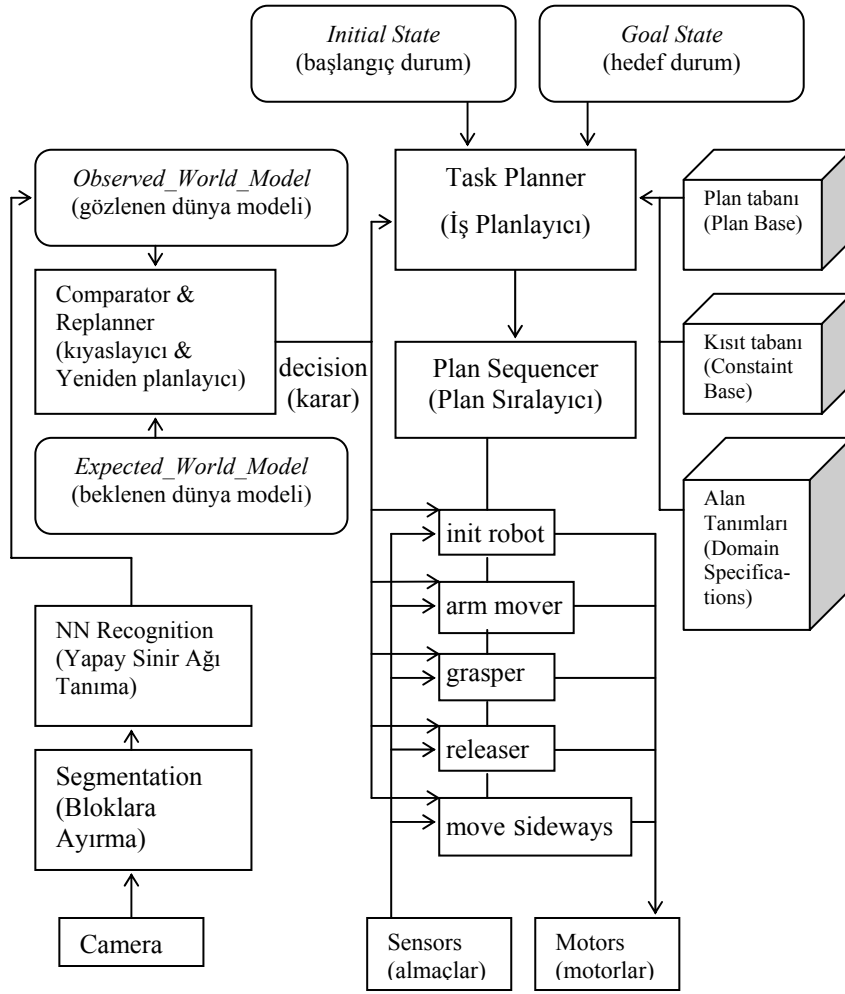 Initial State
(başlangıç durum)
Goal State
(hedef durum)
Observed_World_Model
(gözlenen dünya modeli)
Task Planner
(İş Planlayıcı)
Plan tabanı
(Plan Base)
Comparator &
Replanner
(kıyaslayıcı &
Yeniden planlayıcı)
decision
(karar)
Plan Sequencer
(Plan Sıralayıcı)
Kısıt tabanı
(Constaint
Base)
Expected_World_Model
(beklenen dünya modeli)
Alan
Tanımları
(Domain
Specifica-
tions)
init robot
arm mover
grasper
releaser
move Sideways
NN Recognition
(Yapay Sinir Ağı
Tanıma)
Segmentation
(Bloklara
Ayırma)
Camera
Sensors
(almaçlar)
Motors
(motorlar)